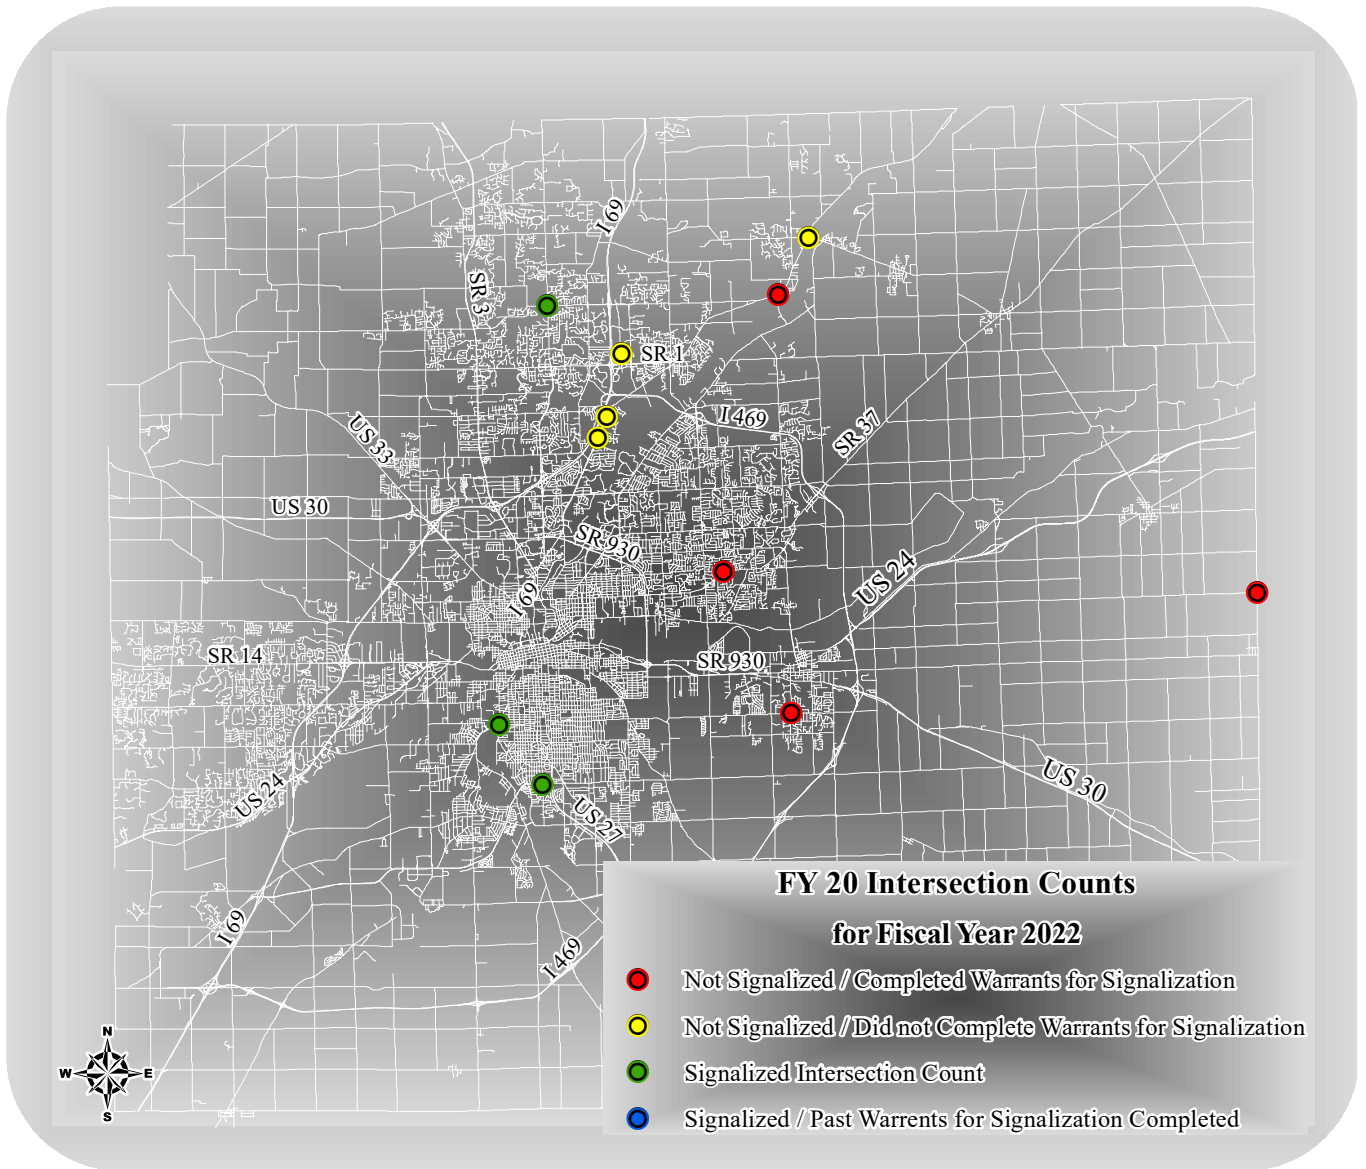 I 69
SR 3
SR 1
I 469
SR 37
US 33
US 30
SR 930
US 24
I 69
SR 14
SR 930
US 24
US 30
US 27
I 69
I 469
FY 20 Intersection Counts
for Fiscal Year 2022
Not Signalized / Completed Warrants for Signalization
Not Signalized / Did not Complete Warrants for Signalization
Signalized Intersection Count
Signalized / Past Warrents for Signalization Completed
N
W E
S